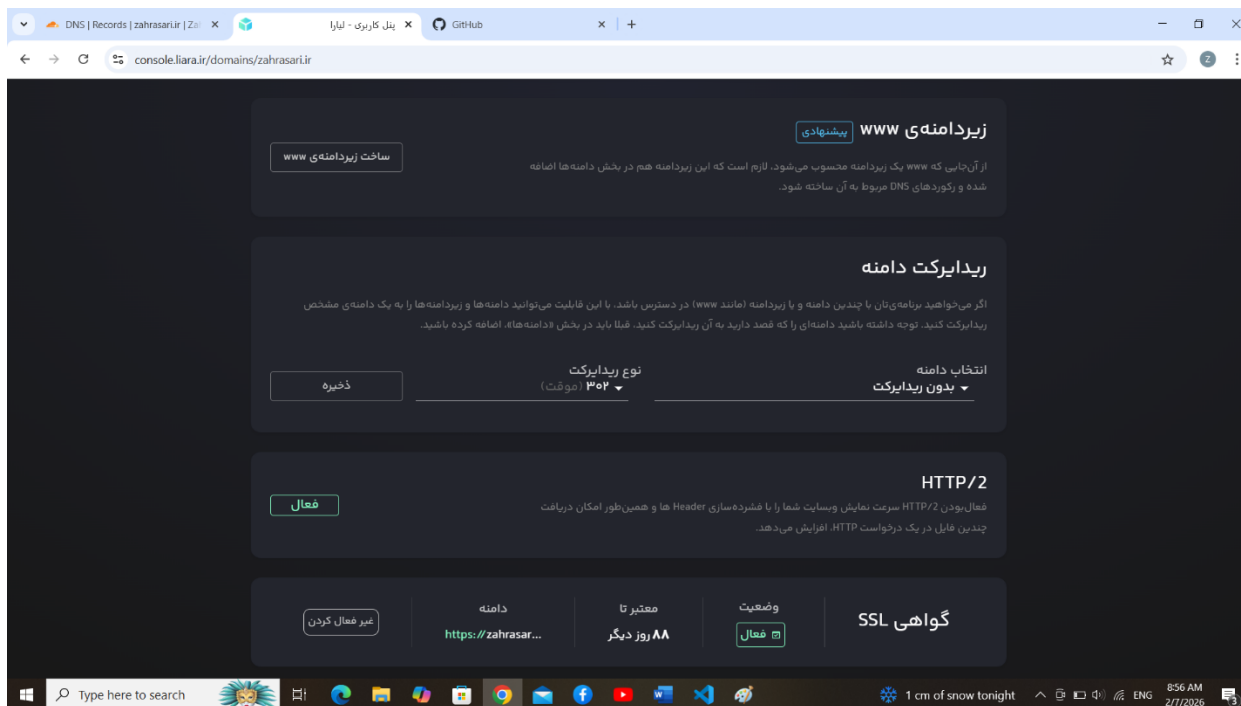 DNS | Records | zahrasari.ir | Za
پنل کاربری - لیارا
GitHub
console.liara.ir/domains/zahrasari.ir
Z
زیردامنه‌ی www
پیشنهادی
ساخت زیردامنه‌ی www
از آن‌جایی که www یک زیردامنه محسوب می‌شود، لازم است که این زیردامنه هم در بخش دامنه‌ها اضافه
شده و رکوردهای DNS مربوط به آن ساخته شود.
ریدایرکت دامنه
اگر می‌خواهید برنامه‌ی‌تان با چندین دامنه و یا زیردامنه (مانند www) در دسترس باشد، با این قابلیت می‌توانید دامنه‌ها و زیردامنه‌ها را به یک دامنه‌ی مشخص
ریدایرکت کنید. توجه داشته باشید دامنه‌ای را که قصد دارید به آن ریدایرکت کنید، قبلا باید در بخش «دامنه‌ها»، اضافه کرده باشید.
انتخاب دامنه
بدون ریدایرکت
نوع ریدایرکت
۳۰۲ (موقت)
ذخیره
HTTP/2
فعال‌بودن HTTP/2 سرعت نمایش وبسایت شما را با فشرده‌سازی Header ها و همین‌طور امکان دریافت
چندین فایل در یک درخواست HTTP، افزایش می‌دهد.
فعال
گواهی SSL
وضعیت
فعال
معتبر تا
۸۸ روز دیگر
دامنه
https://zahrasar...
غیر فعال کردن
Type here to search
1 cm of snow tonight
ENG
8:56 AM
2/7/2026
3